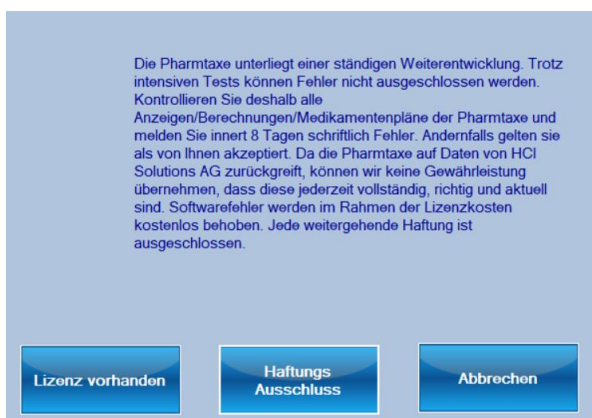 Die Pharmtaxe unterliegt einer ständigen Weiterentwicklung. Trotz
intensiven Tests können Fehler nicht ausgeschlossen werden.
Kontrollieren Sie deshalb alle
Anzeigen/Berechnungen/Medikamentenpläne der Pharmtaxe und
melden Sie innert 8 Tagen schriftlich Fehler. Andernfalls gelten sie
als von Ihnen akzeptiert. Da die Pharmtaxe auf Daten von HCI
Solutions AG zurückgreift, können wir keine Gewährleistung
übernehmen, dass diese jederzeit vollständig, richtig und aktuell
sind. Softwarefehler werden im Rahmen der Lizenzkosten
kostenlos behoben. Jede weitergehende Haftung ist
ausgeschlossen.
Lizenz vorhanden
Haftungs
Ausschluss
Abbrechen